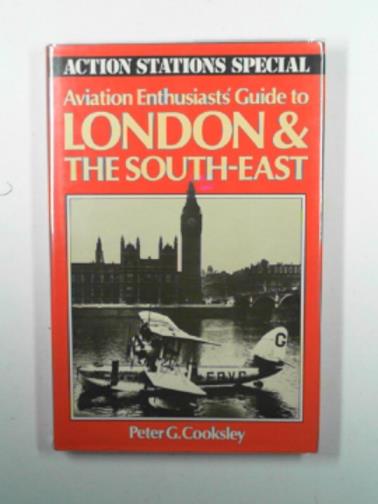 ACTION STATIONS SPECIAL
Aviation Enthusiasts' Guide to
LONDON &
THE SOUTH-EAST
G
Peter G. Cooksley